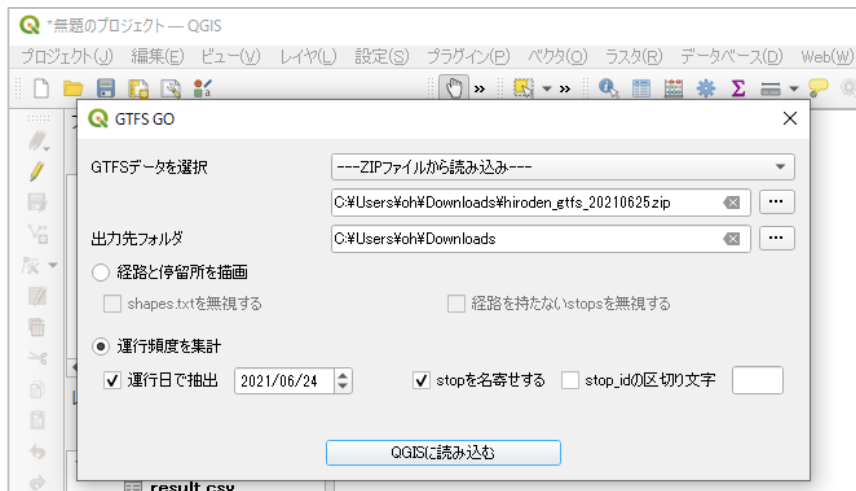 *無題のプロジェクト — QGIS
プロジェクト(J) 編集(E) ビュー(V) レイヤ(L) 設定(S) プラグイン(P) ベクタ(O) ラスタ(R) データベース(D) Web(W)
GTFS GO
GTFSデータを選択 ---ZIPファイルから読み込み---
C:¥Users¥oh¥Downloads¥hiroden_gtfs_20210625.zip ...
出力先フォルダ C:¥Users¥oh¥Downloads ...
経路と停留所を描画
shapes.txtを無視する 経路を持たないstopsを無視する
運行頻度を集計
運行日で抽出 2021/06/24 stopを名寄せする stop_idの区切り文字
QGISに読み込む
result.csv